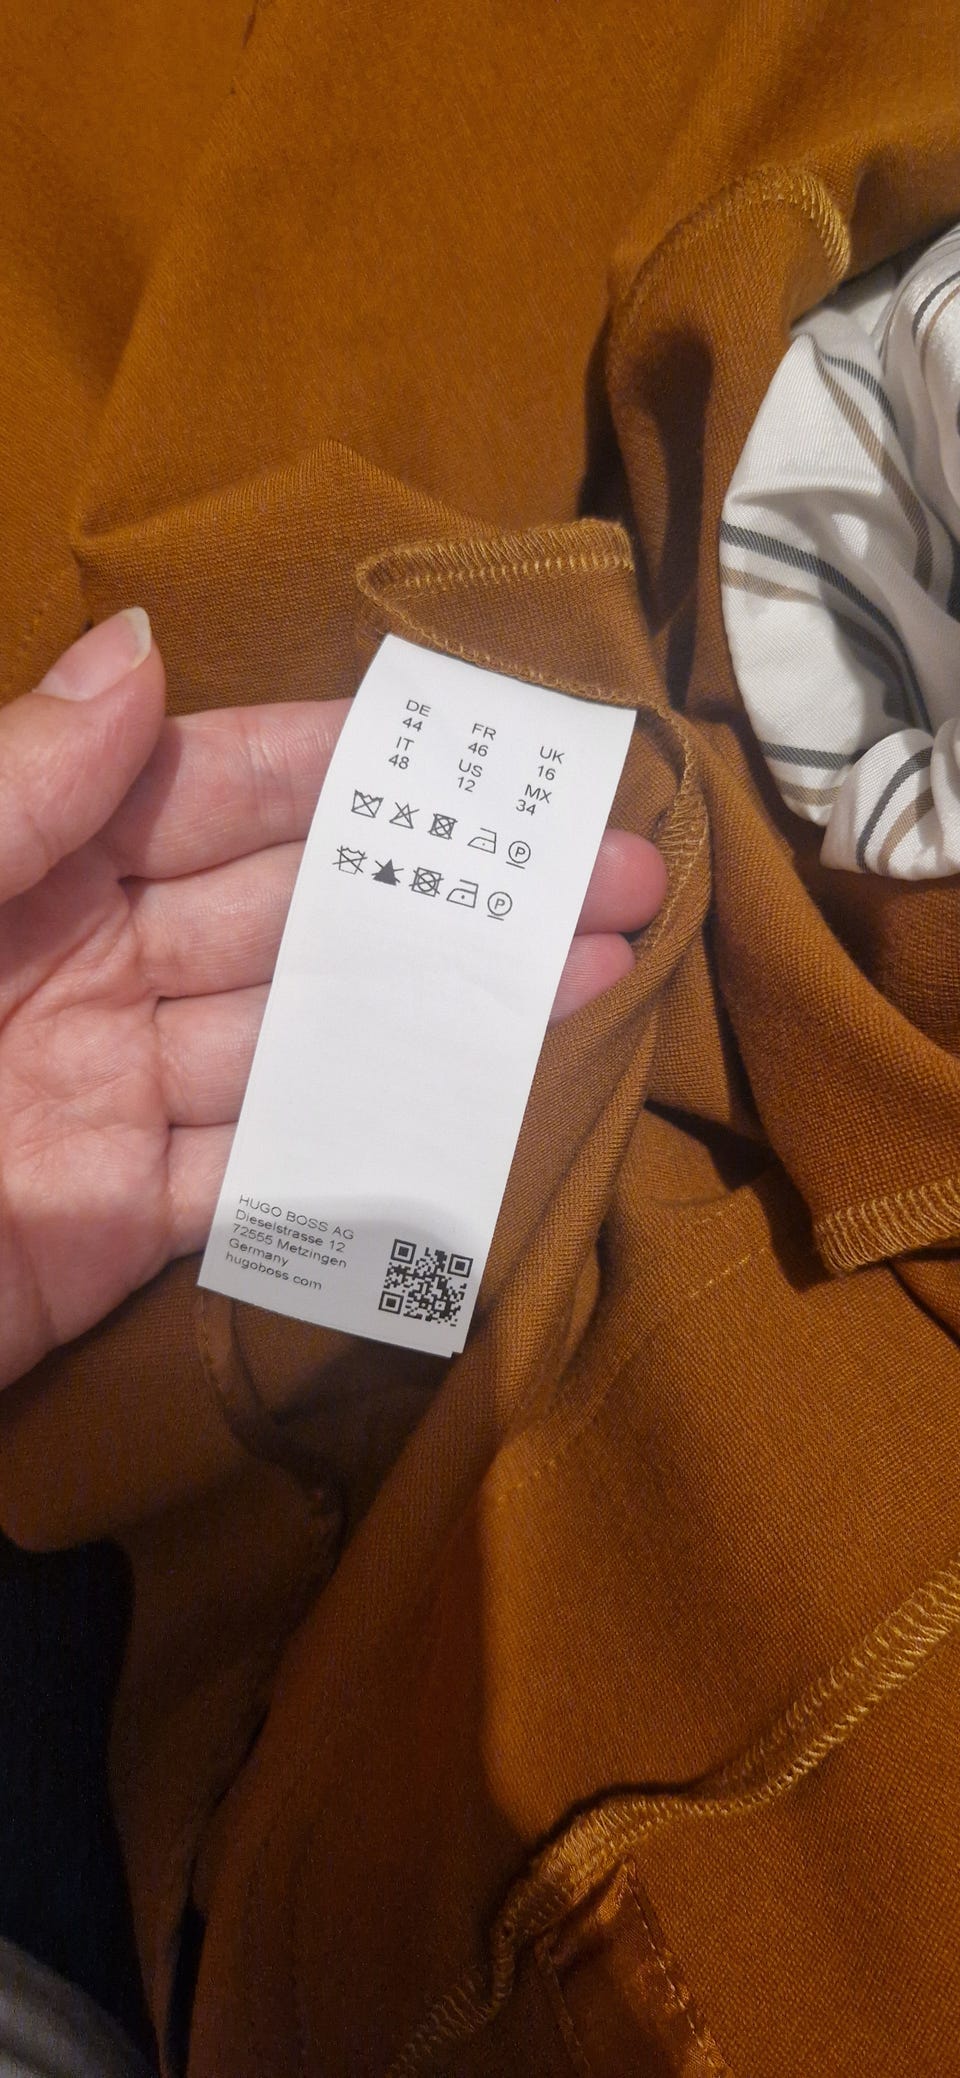 DE FR UK
44 46 16
IT US MX
48 12 34
P
P
HUGO BOSS AG
Dieselstrasse 12
72555 Metzingen
Germany
hugoboss.com